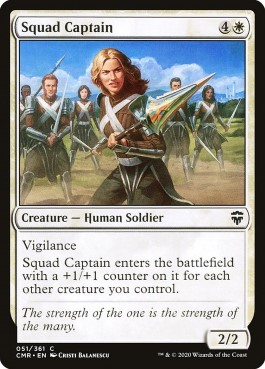 Squad Captain 4
Creature — Human Soldier
Vigilance
Squad Captain enters the battlefield
with a +1/+1 counter on it for each
other creature you control.
The strength of the one is the strength of
the many.
2/2
051/361 C
CMR • EN Cristi Balanescu
™ & © 2020 Wizards of the Coast